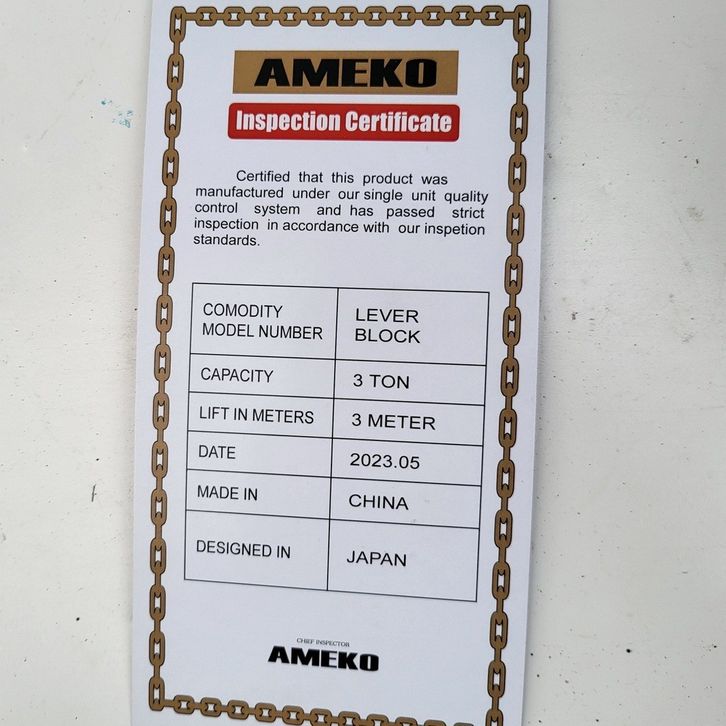 AMEKO
Inspection Certificate
Certified that this product was
manufactured under our single unit quality
control system and has passed strict
inspection in accordance with our inspetion
standards.
COMODITY
MODEL NUMBER
LEVER
BLOCK
CAPACITY
3 TON
LIFT IN METERS
3 METER
DATE
2023.05
MADE IN
CHINA
DESIGNED IN
JAPAN
CHIEF INSPECTOR
AMEKO